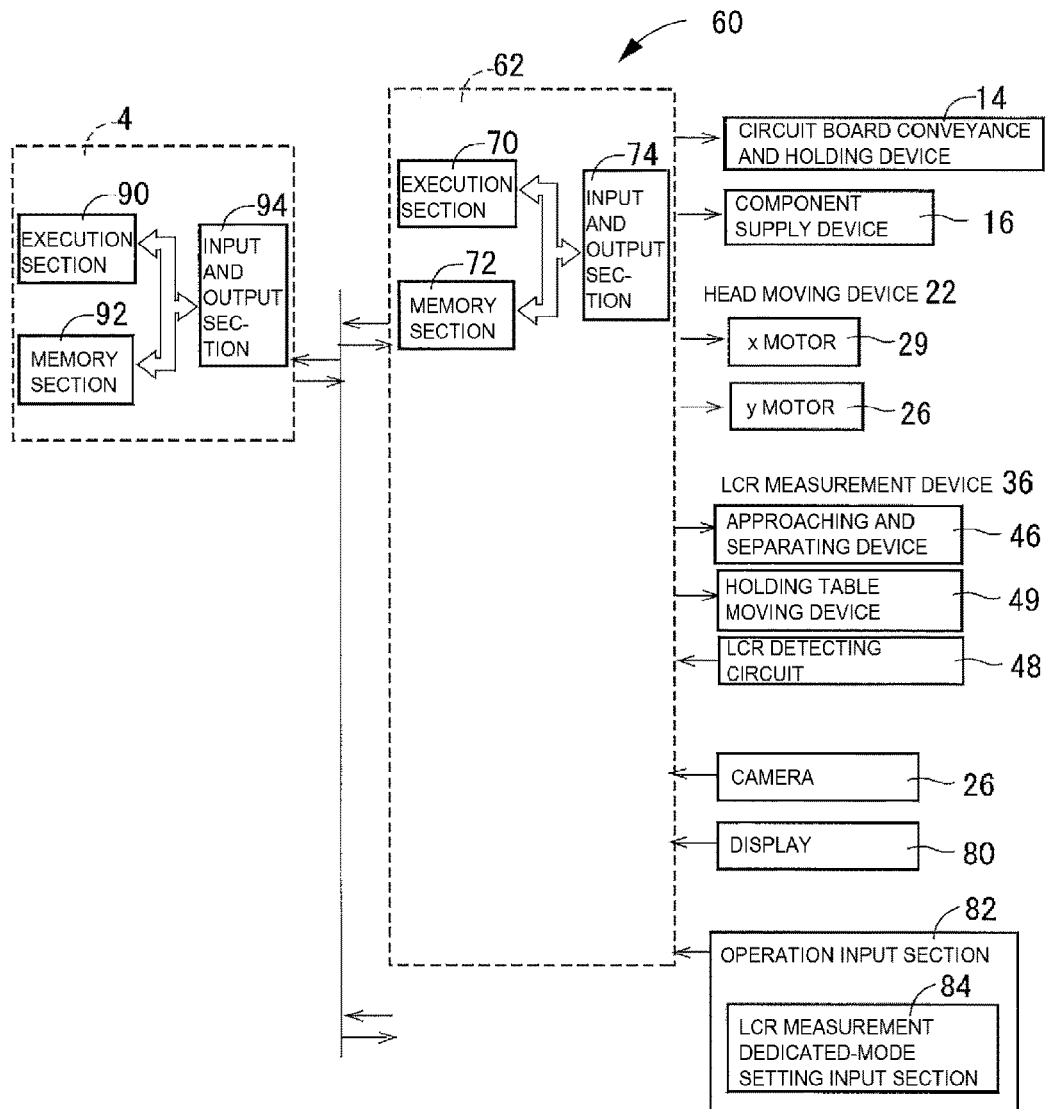 60
62
4
90
EXECUTION
SECTION
92
MEMORY
SECTION
94
INPUT
AND
OUTPUT
SEC-
TION
70
EXECUTION
SECTION
72
MEMORY
SECTION
74
INPUT
AND
OUTPUT
SEC-
TION
14
CIRCUIT BOARD CONVEYANCE
AND HOLDING DEVICE
COMPONENT
SUPPLY DEVICE
16
HEAD MOVING DEVICE 22
x MOTOR
29
y MOTOR
26
LCR MEASUREMENT DEVICE 36
APPROACHING AND
SEPARATING DEVICE
46
HOLDING TABLE
MOVING DEVICE
49
LCR DETECTING
CIRCUIT
48
CAMERA
26
DISPLAY
80
82
OPERATION INPUT SECTION
84
LCR MEASUREMENT
DEDICATED-MODE
SETTING INPUT SECTION